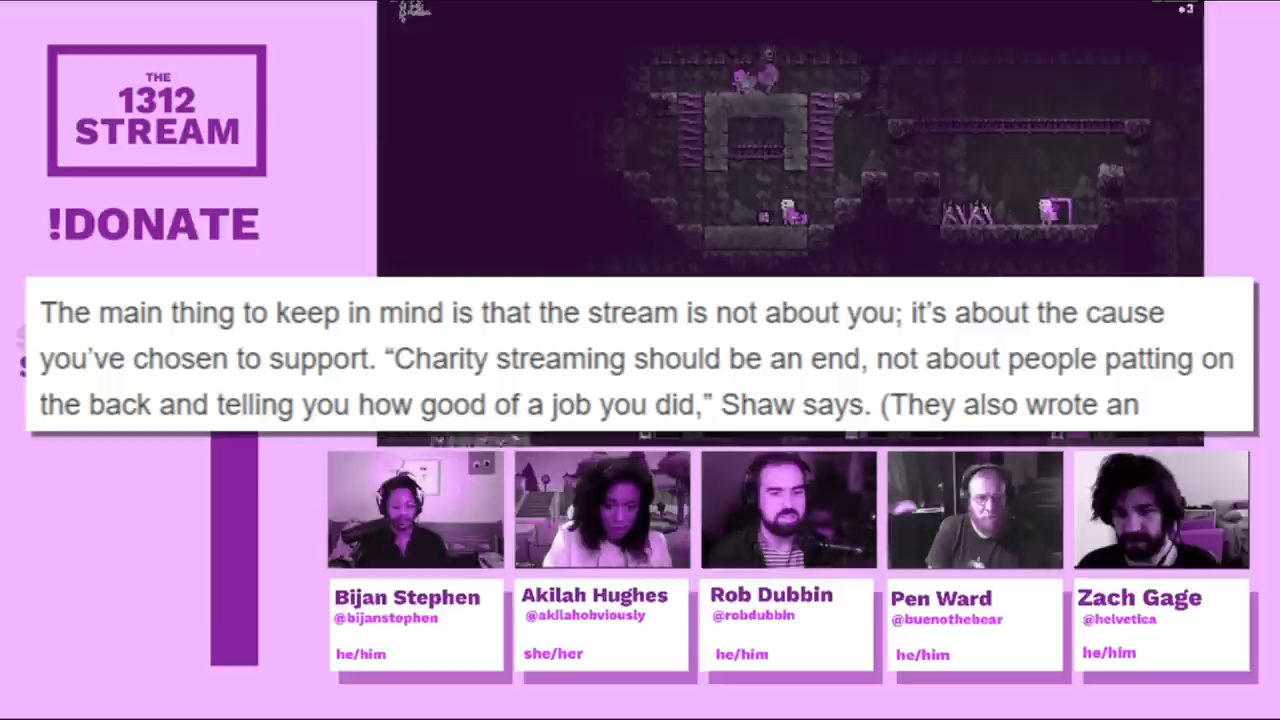 THE
1312
STREAM
+3
!DONATE
The main thing to keep in mind is that the stream is not about you; it’s about the cause
you’ve chosen to support. “Charity streaming should be an end, not about people patting on
the back and telling you how good of a job you did,” Shaw says. (They also wrote an
Bijan Stephen
@bijanstephen
he/him
Akilah Hughes
@akilahobviously
she/her
Rob Dubbin
@robdubbin
he/him
Pen Ward
@buenothebear
he/him
Zach Gage
@helvetica
he/him